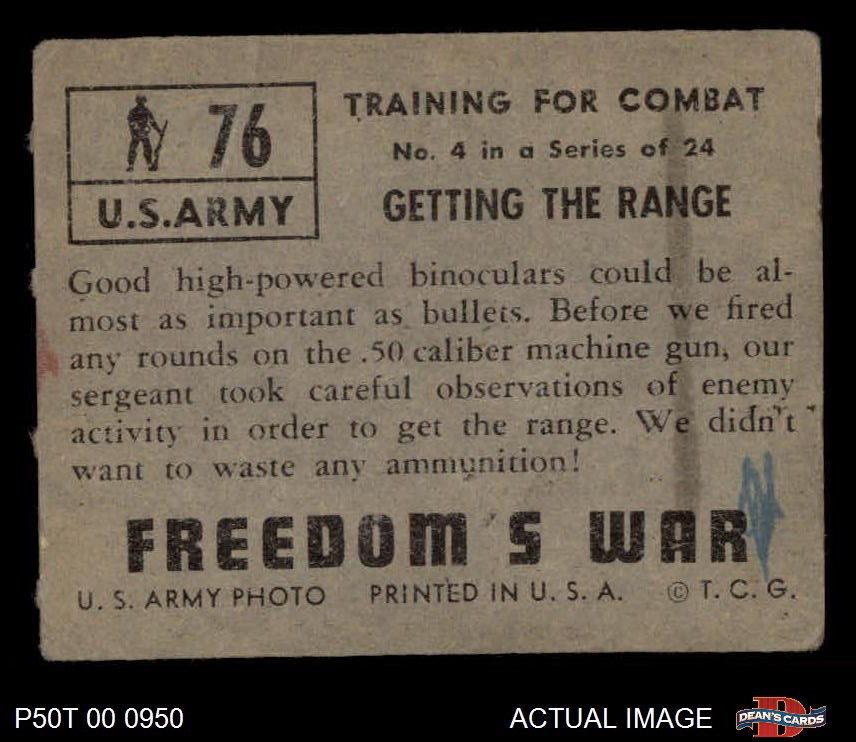 76
U.S.ARMY
TRAINING FOR COMBAT
No. 4 in a Series of 24
GETTING THE RANGE
Good high-powered binoculars could be al-
most as important as bullets. Before we fired
any rounds on the .50 caliber machine gun, our
sergeant took careful observations of enemy
activity in order to get the range. We didn't
want to waste any ammunition!
FREEDOM'S WAR
U. S. ARMY PHOTO PRINTED IN U. S. A. © T. C. G.
P50T 00 0950
ACTUAL IMAGE
D
DEAN'S CARDS